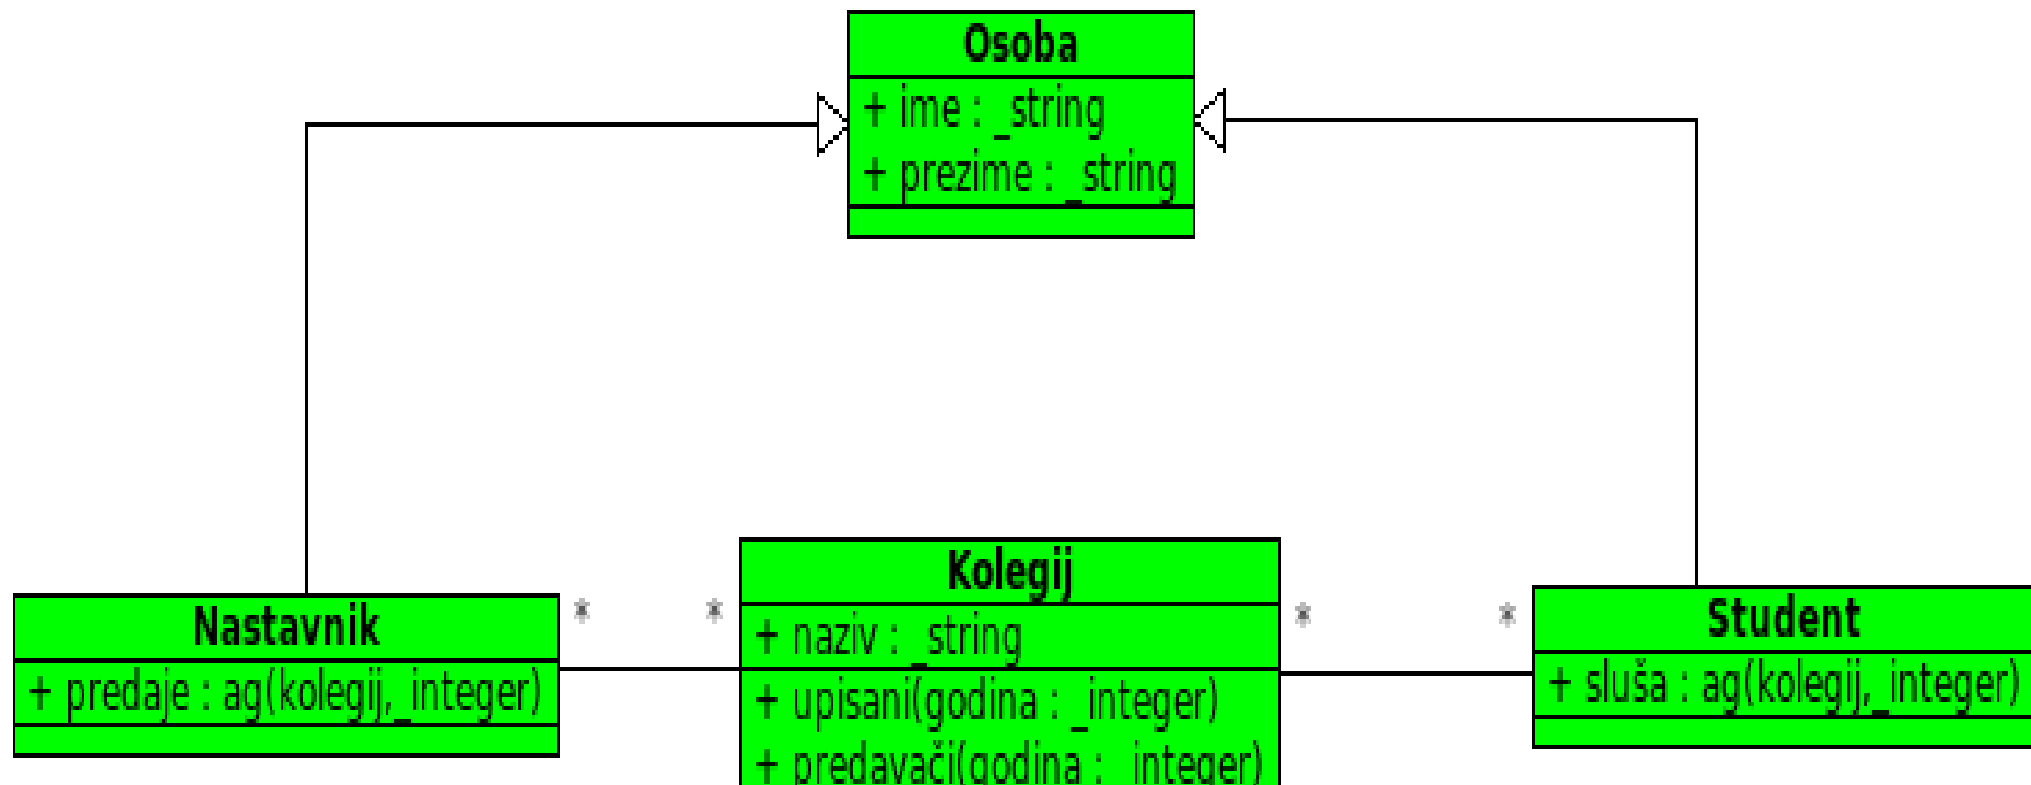 Osoba
+ ime : _string
+ prezime : _string
Nastavnik
+ predaje : ag(kolegij,_integer)
* *
Kolegij
+ naziv : _string
+ upisani(godina : _integer)
+ predavači(godina : _integer)
* *
Student
+ sluša : ag(kolegij,_integer)